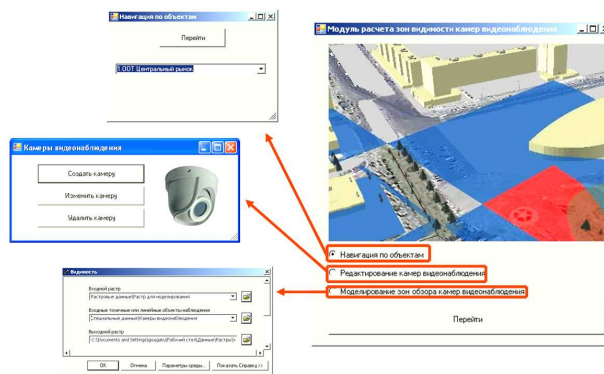 Навигация по объектам
Перейти
1 ООТ Центральный рынок
Камеры видеонаблюдения
Создать камеру
Изменить камеру
Удалить камеру
Видимость
Входной растр
Растровые данные\Растр для моделирования
Входные точечные или линейные объекты наблюдения
Специальные данные\Камеры видеонаблюдения
Выходной растр
OK
Отмена
Параметры среды...
Показать Справку >>
Модуль расчета зон видимости камер видеонаблюдения
Навигация по объектам
Редактирование камер видеонаблюдения
Моделирование зон обзора камер видеонаблюдения
Перейти